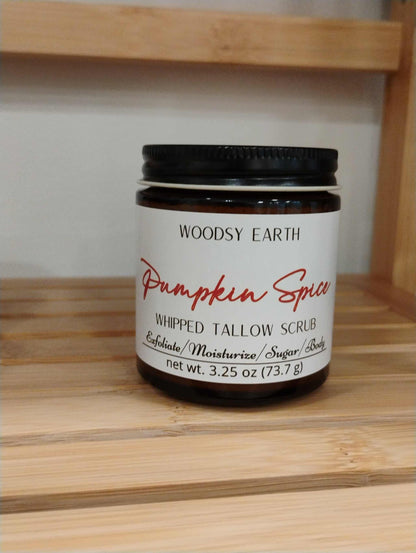 WOODSY EARTH
Pumpkin Spice
WHIPPED TALLOW SCRUB
Exfoliate/Moisturize/Sugar/Body
net wt. 3.25 oz (73.7 g)